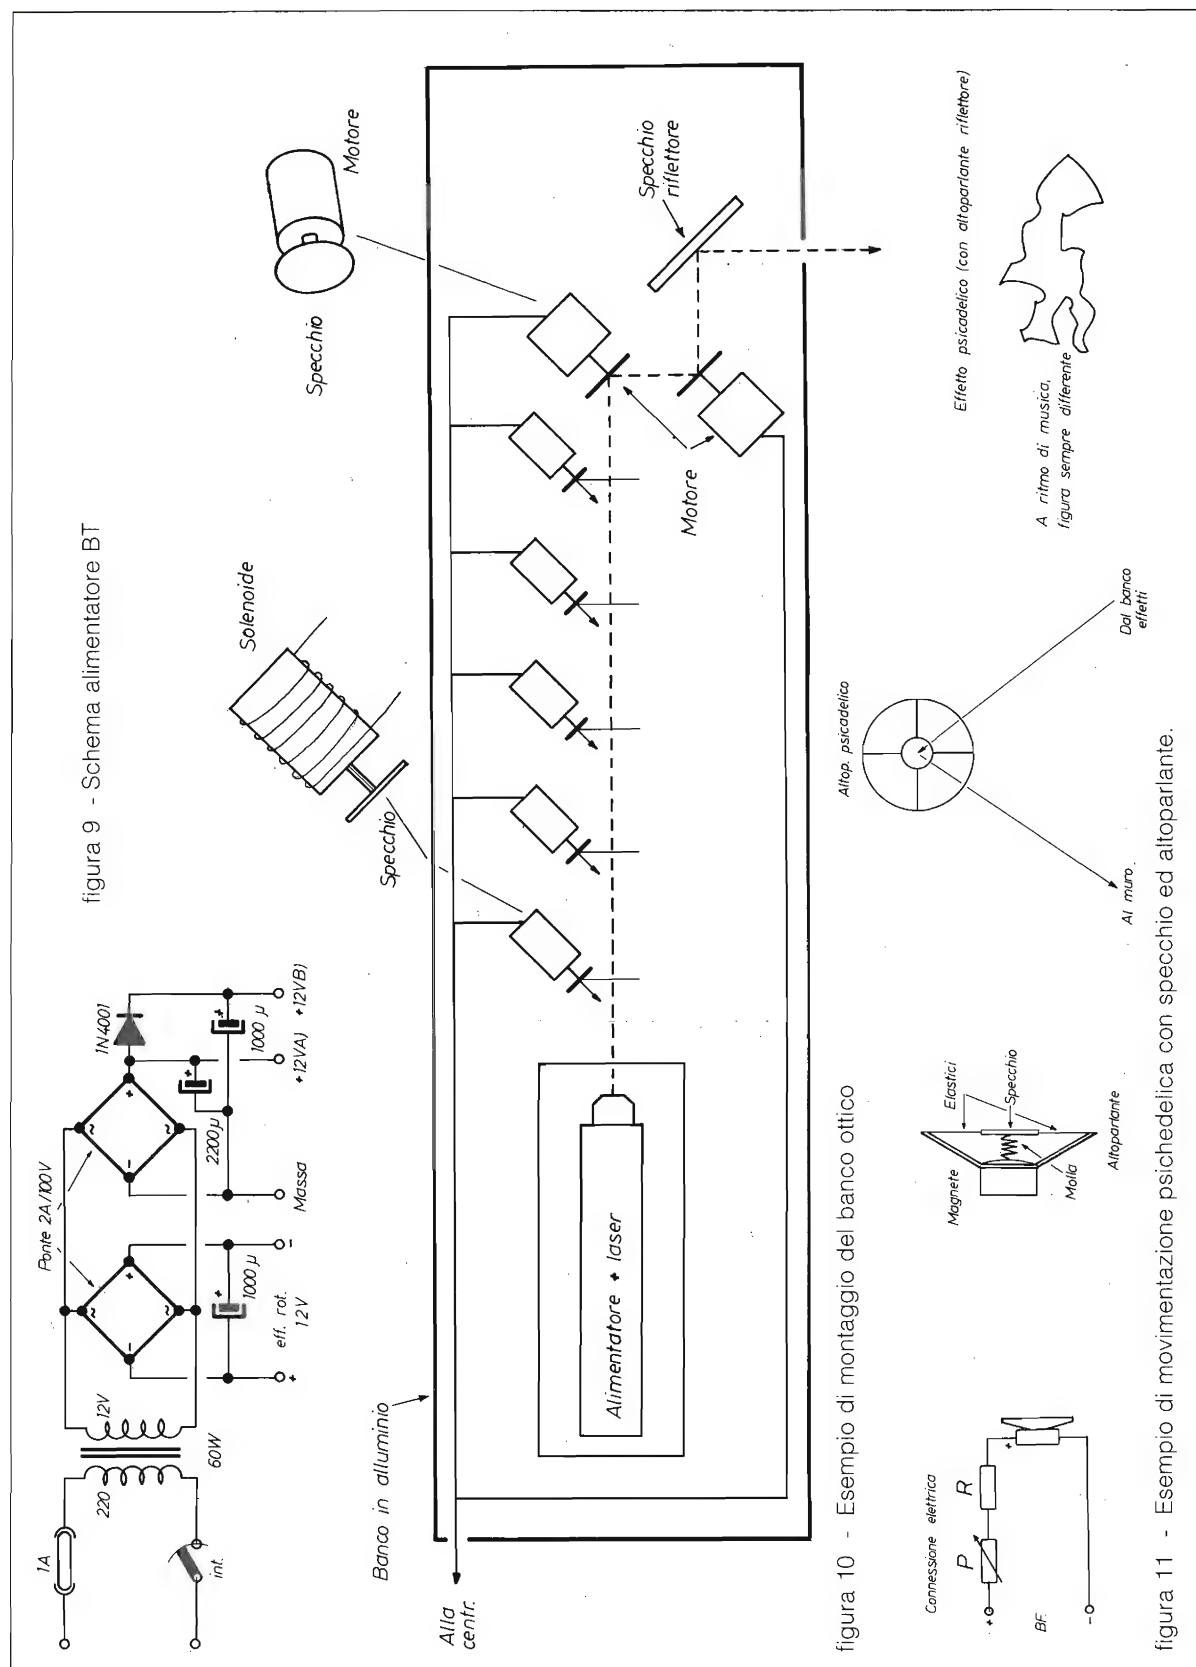 1A
int.
220
12V
60W
Ponte 2A/100V
~
+
-
~
+
1000 µ
+
-
eff. rot.
12V
~
+
-
~
1N4001
+
2200µ
+
1000 µ
Massa
+12VA)
+12VB)
figura 9 - Schema alimentatore BT
Solenoide
Specchio
Specchio
Motore
Banco in alluminio
Alla
centr.
Alimentatore + laser
Motore
Specchio
riflettore
figura 10 - Esempio di montaggio del banco ottico
Connessione elettrica
P
R
+
+
BF.
-
Magnete
Elastici
Specchio
Molla
Altoparlante
Altop. psicadelico
Al muro.
Dal banco
effetti
Effetto psicadelico (con altoparlante riflettore)
A ritmo di musica,
figura sempre differente
figura 11 - Esempio di movimentazione psichedelica con specchio ed altoparlante.